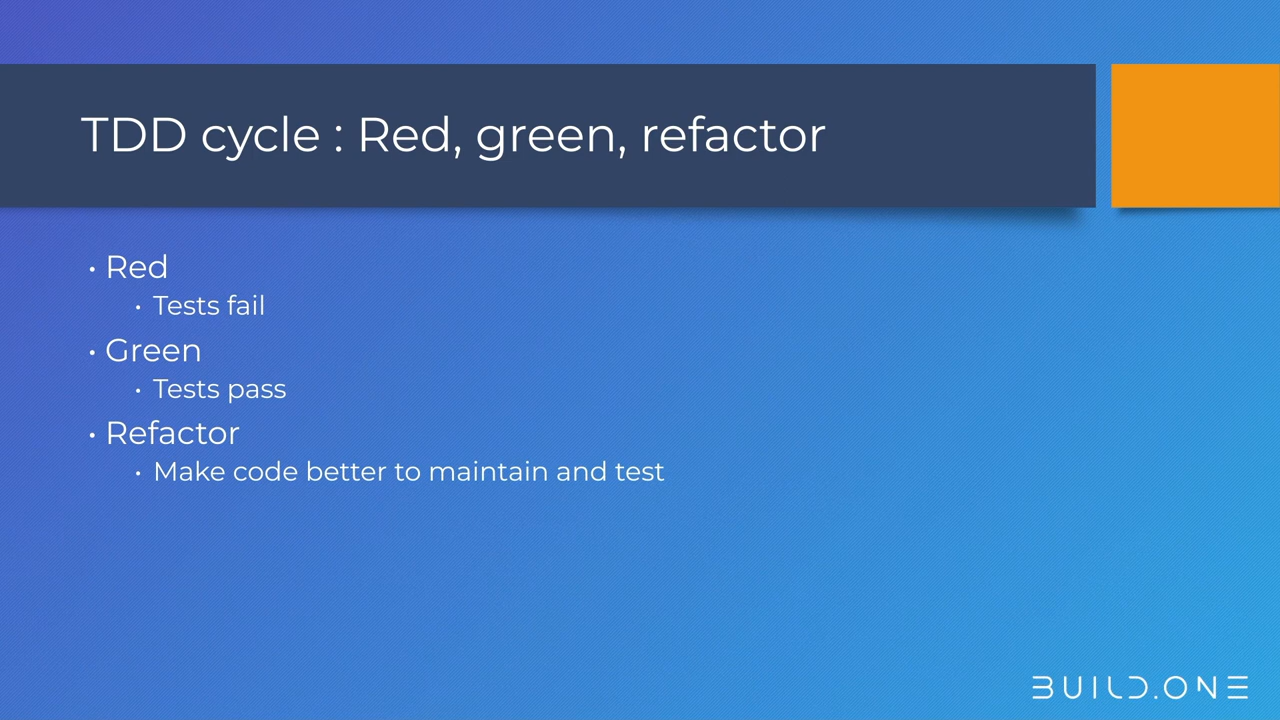 TDD cycle : Red, green, refactor
• Red
• Tests fail
• Green
• Tests pass
• Refactor
• Make code better to maintain and test
BUILD.ONE